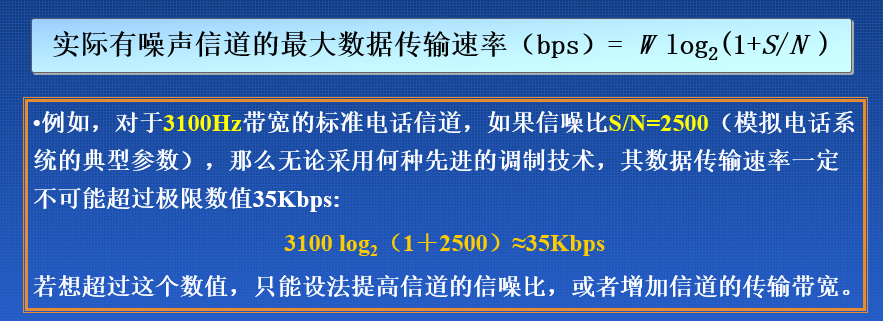 实际有噪声信道的最大数据传输速率（bps）= W log₂(1+S/N )
•例如，对于3100Hz带宽的标准电话信道，如果信噪比S/N=2500（模拟电话系
统的典型参数），那么无论采用何种先进的调制技术，其数据传输速率一定
不可能超过极限数值35Kbps:
3100 log₂（1＋2500）≈35Kbps
若想超过这个数值，只能设法提高信道的信噪比，或者增加信道的传输带宽。